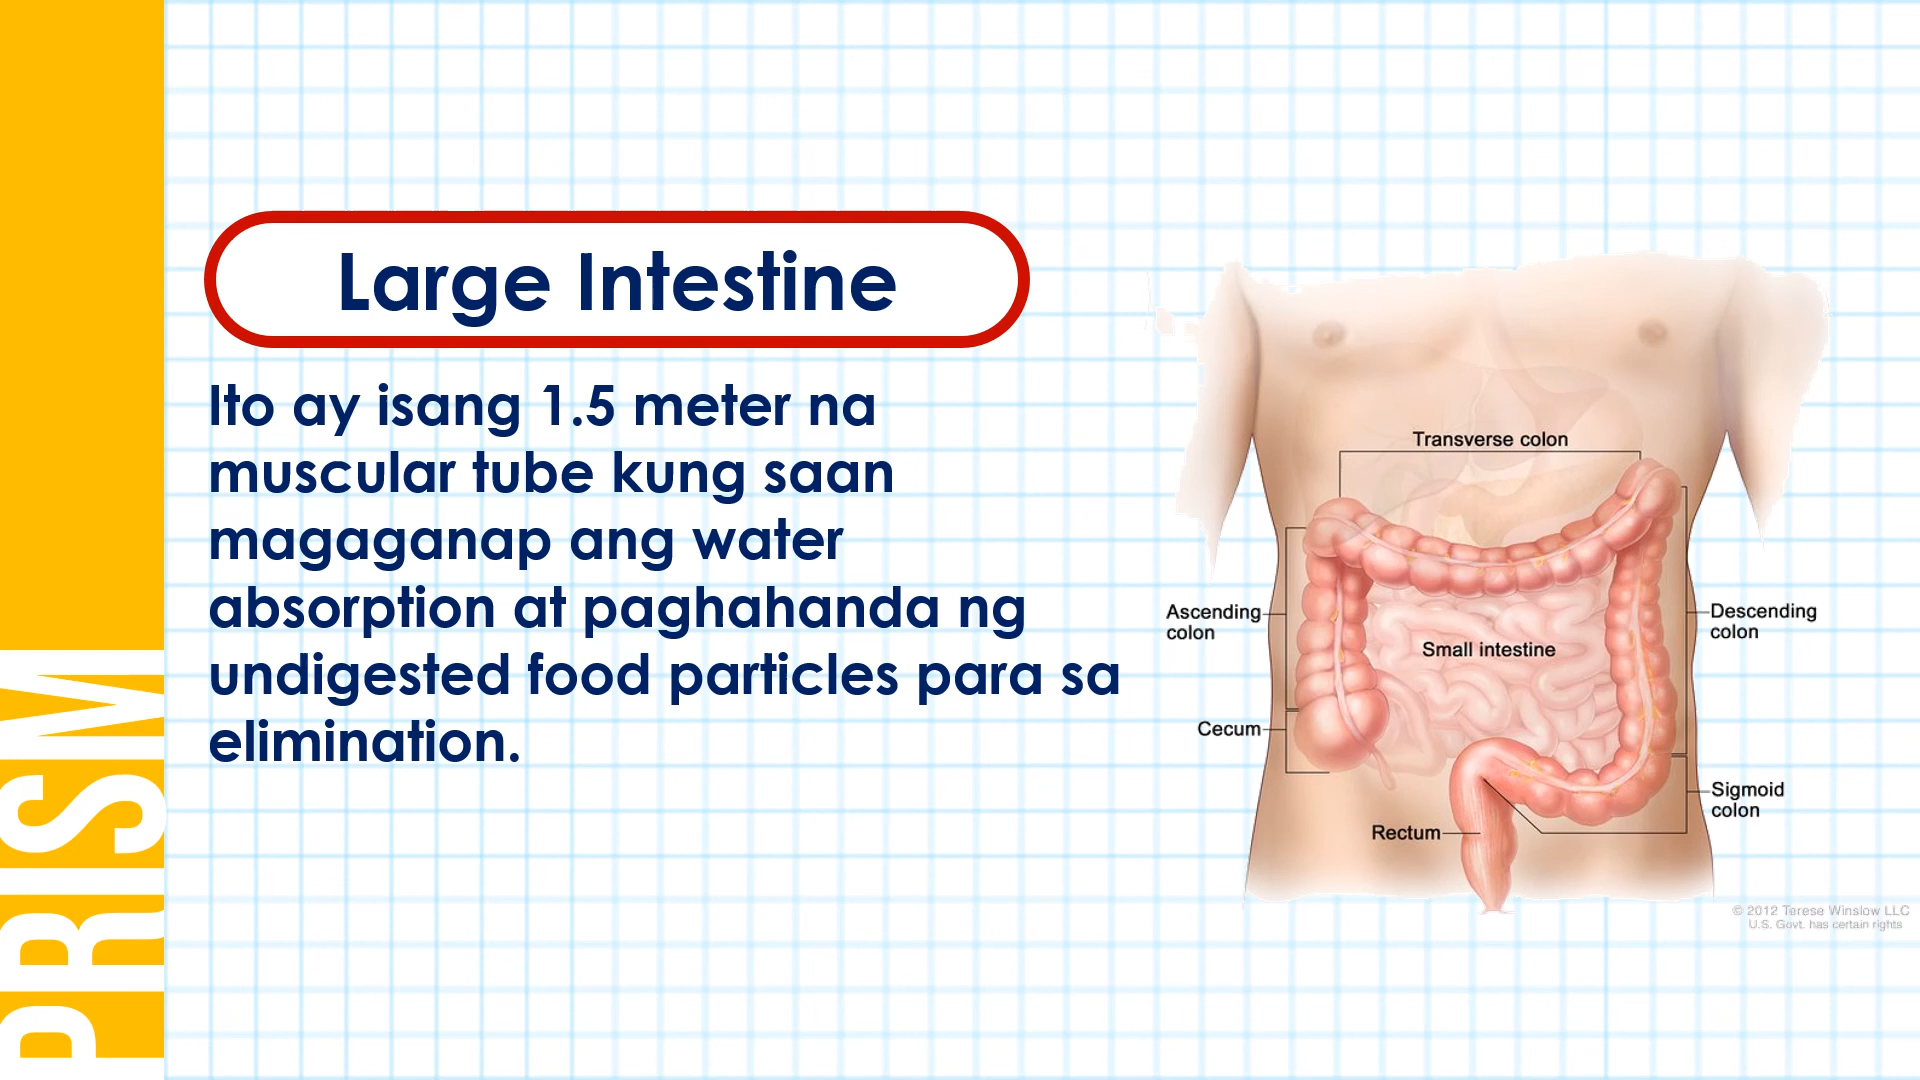 PRISM
Large Intestine
Ito ay isang 1.5 meter na
muscular tube kung saan
magaganap ang water
absorption at paghahanda ng
undigested food particles para sa
elimination.
Transverse colon
Ascending
colon
Descending
colon
Small intestine
Cecum
Sigmoid
colon
Rectum
© 2012 Terese Winslow LLC
U.S. Govt. has certain rights